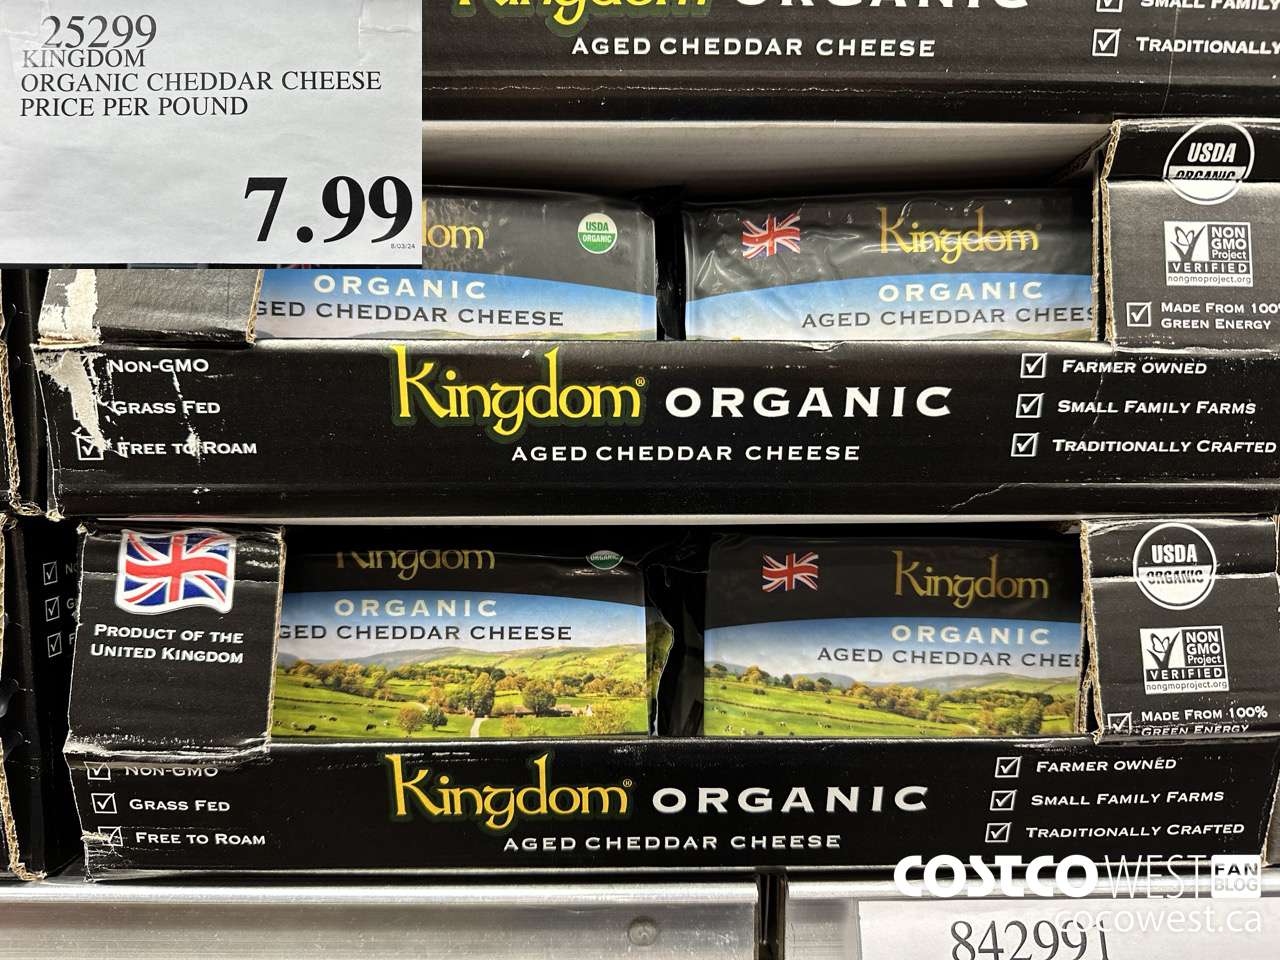 25299
KINGDOM
ORGANIC CHEDDAR CHEESE
PRICE PER POUND
7.99
8/03/24
Kingdom ORGANIC
AGED CHEDDAR CHEESE
SMALL FAMILY
TRADITIONALLY
USDA
ORGANIC
Kingdom
ORGANIC
AGED CHEDDAR CHEES
dom
USDA
ORGANIC
ORGANIC
GED CHEDDAR CHEESE
NON
GMO
Project
VERIFIED
nongmoproject.org
MADE FROM 100%
GREEN ENERGY
NON-GMO
GRASS FED
FREE TO ROAM
Kingdom® ORGANIC
AGED CHEDDAR CHEESE
FARMER OWNED
SMALL FAMILY FARMS
TRADITIONALLY CRAFTED
PRODUCT OF THE
UNITED KINGDOM
Kingdom
ORGANIC
ORGANIC
GED CHEDDAR CHEESE
Kingdom
ORGANIC
AGED CHEDDAR CHEE
USDA
ORGANIC
NON
GMO
Project
VERIFIED
nongmoproject.org
MADE FROM 100%
GREEN ENERGY
NON-GMO
GRASS FED
FREE TO ROAM
Kingdom® ORGANIC
AGED CHEDDAR CHEESE
FARMER OWNED
SMALL FAMILY FARMS
TRADITIONALLY CRAFTED
COSTCO WEST FAN BLOG
cocowest.ca
842991